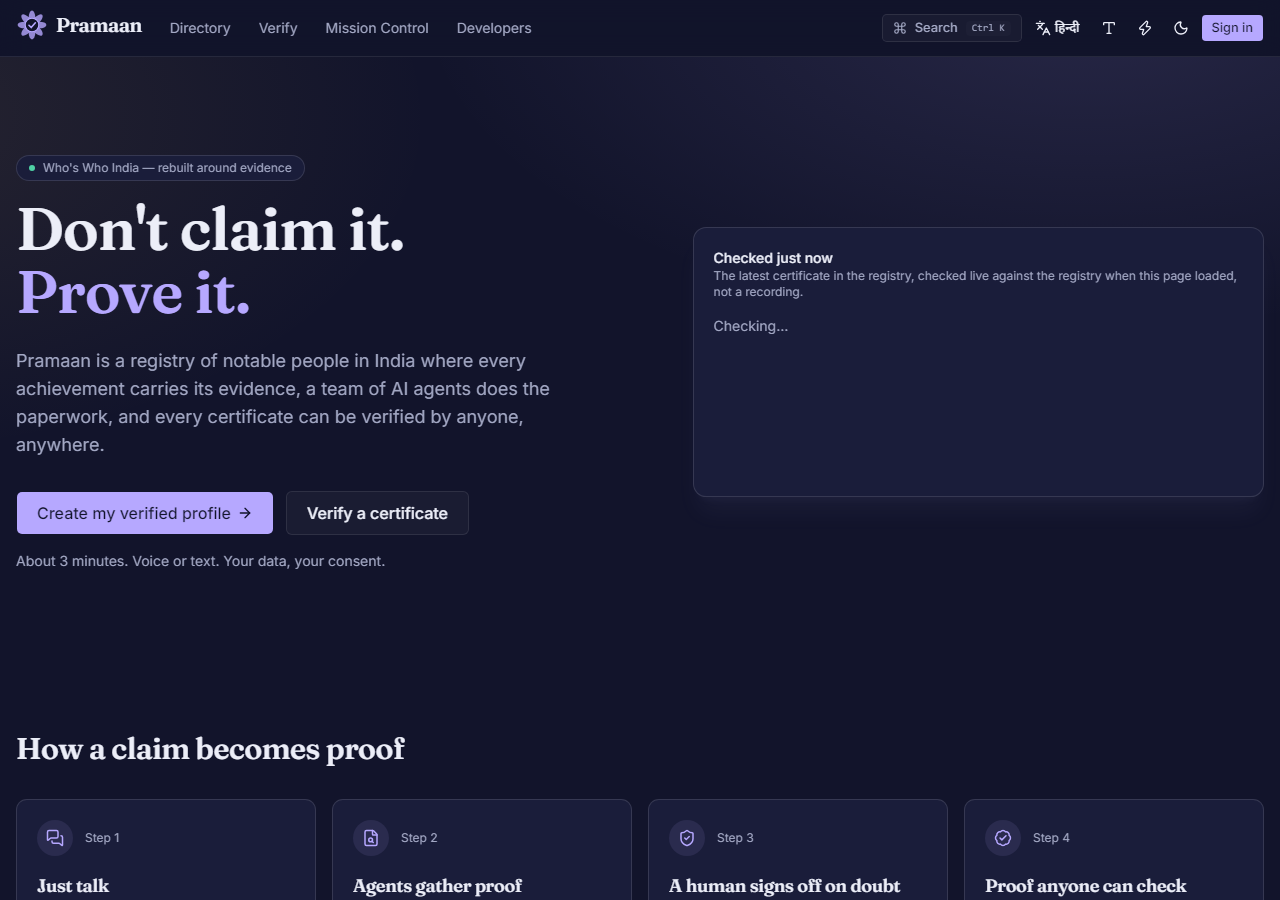 Pramaan
Directory
Verify
Mission Control
Developers
Search
Ctrl K
हिन्दी
Sign in
Who's Who India — rebuilt around evidence
Don't claim it.
Prove it.
Pramaan is a registry of notable people in India where every
achievement carries its evidence, a team of AI agents does the
paperwork, and every certificate can be verified by anyone,
anywhere.
Create my verified profile
Verify a certificate
About 3 minutes. Voice or text. Your data, your consent.
Checked just now
The latest certificate in the registry, checked live against the registry when this page loaded,
not a recording.
Checking...
How a claim becomes proof
Step 1
Just talk
Step 2
Agents gather proof
Step 3
A human signs off on doubt
Step 4
Proof anyone can check